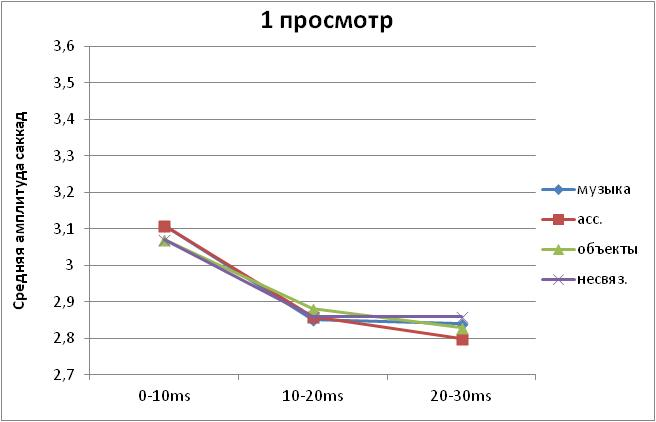 1 просмотр
Средняя амплитуда саккад
3,6
3,5
3,4
3,3
3,2
3,1
3
2,9
2,8
2,7
0-10ms
10-20ms
20-30ms
музыка
асс.
объекты
несвяз.